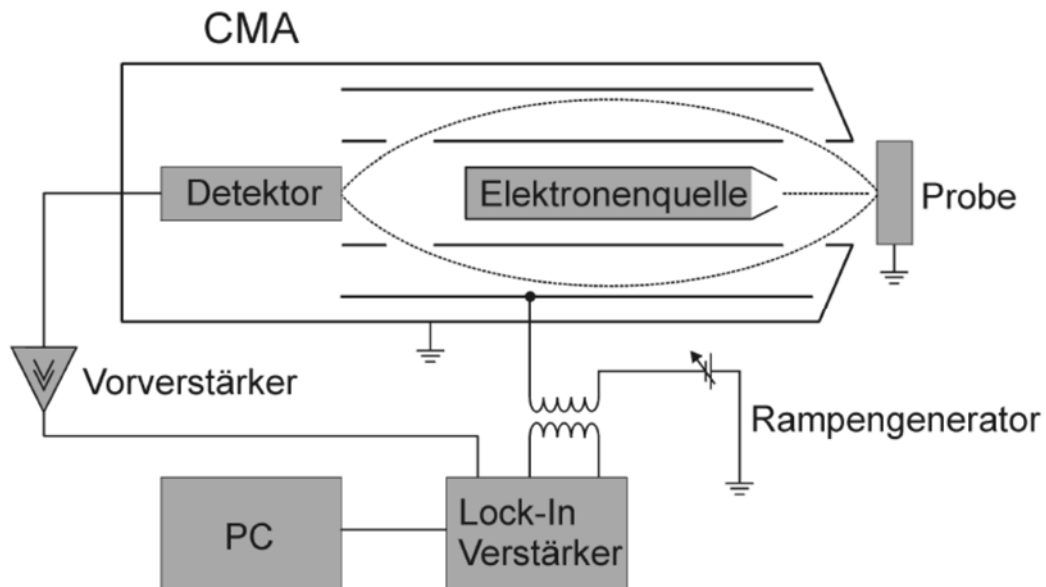 CMA
Detektor
Elektronenquelle
Probe
Vorverstärker
Rampengenerator
PC
Lock-In
Verstärker